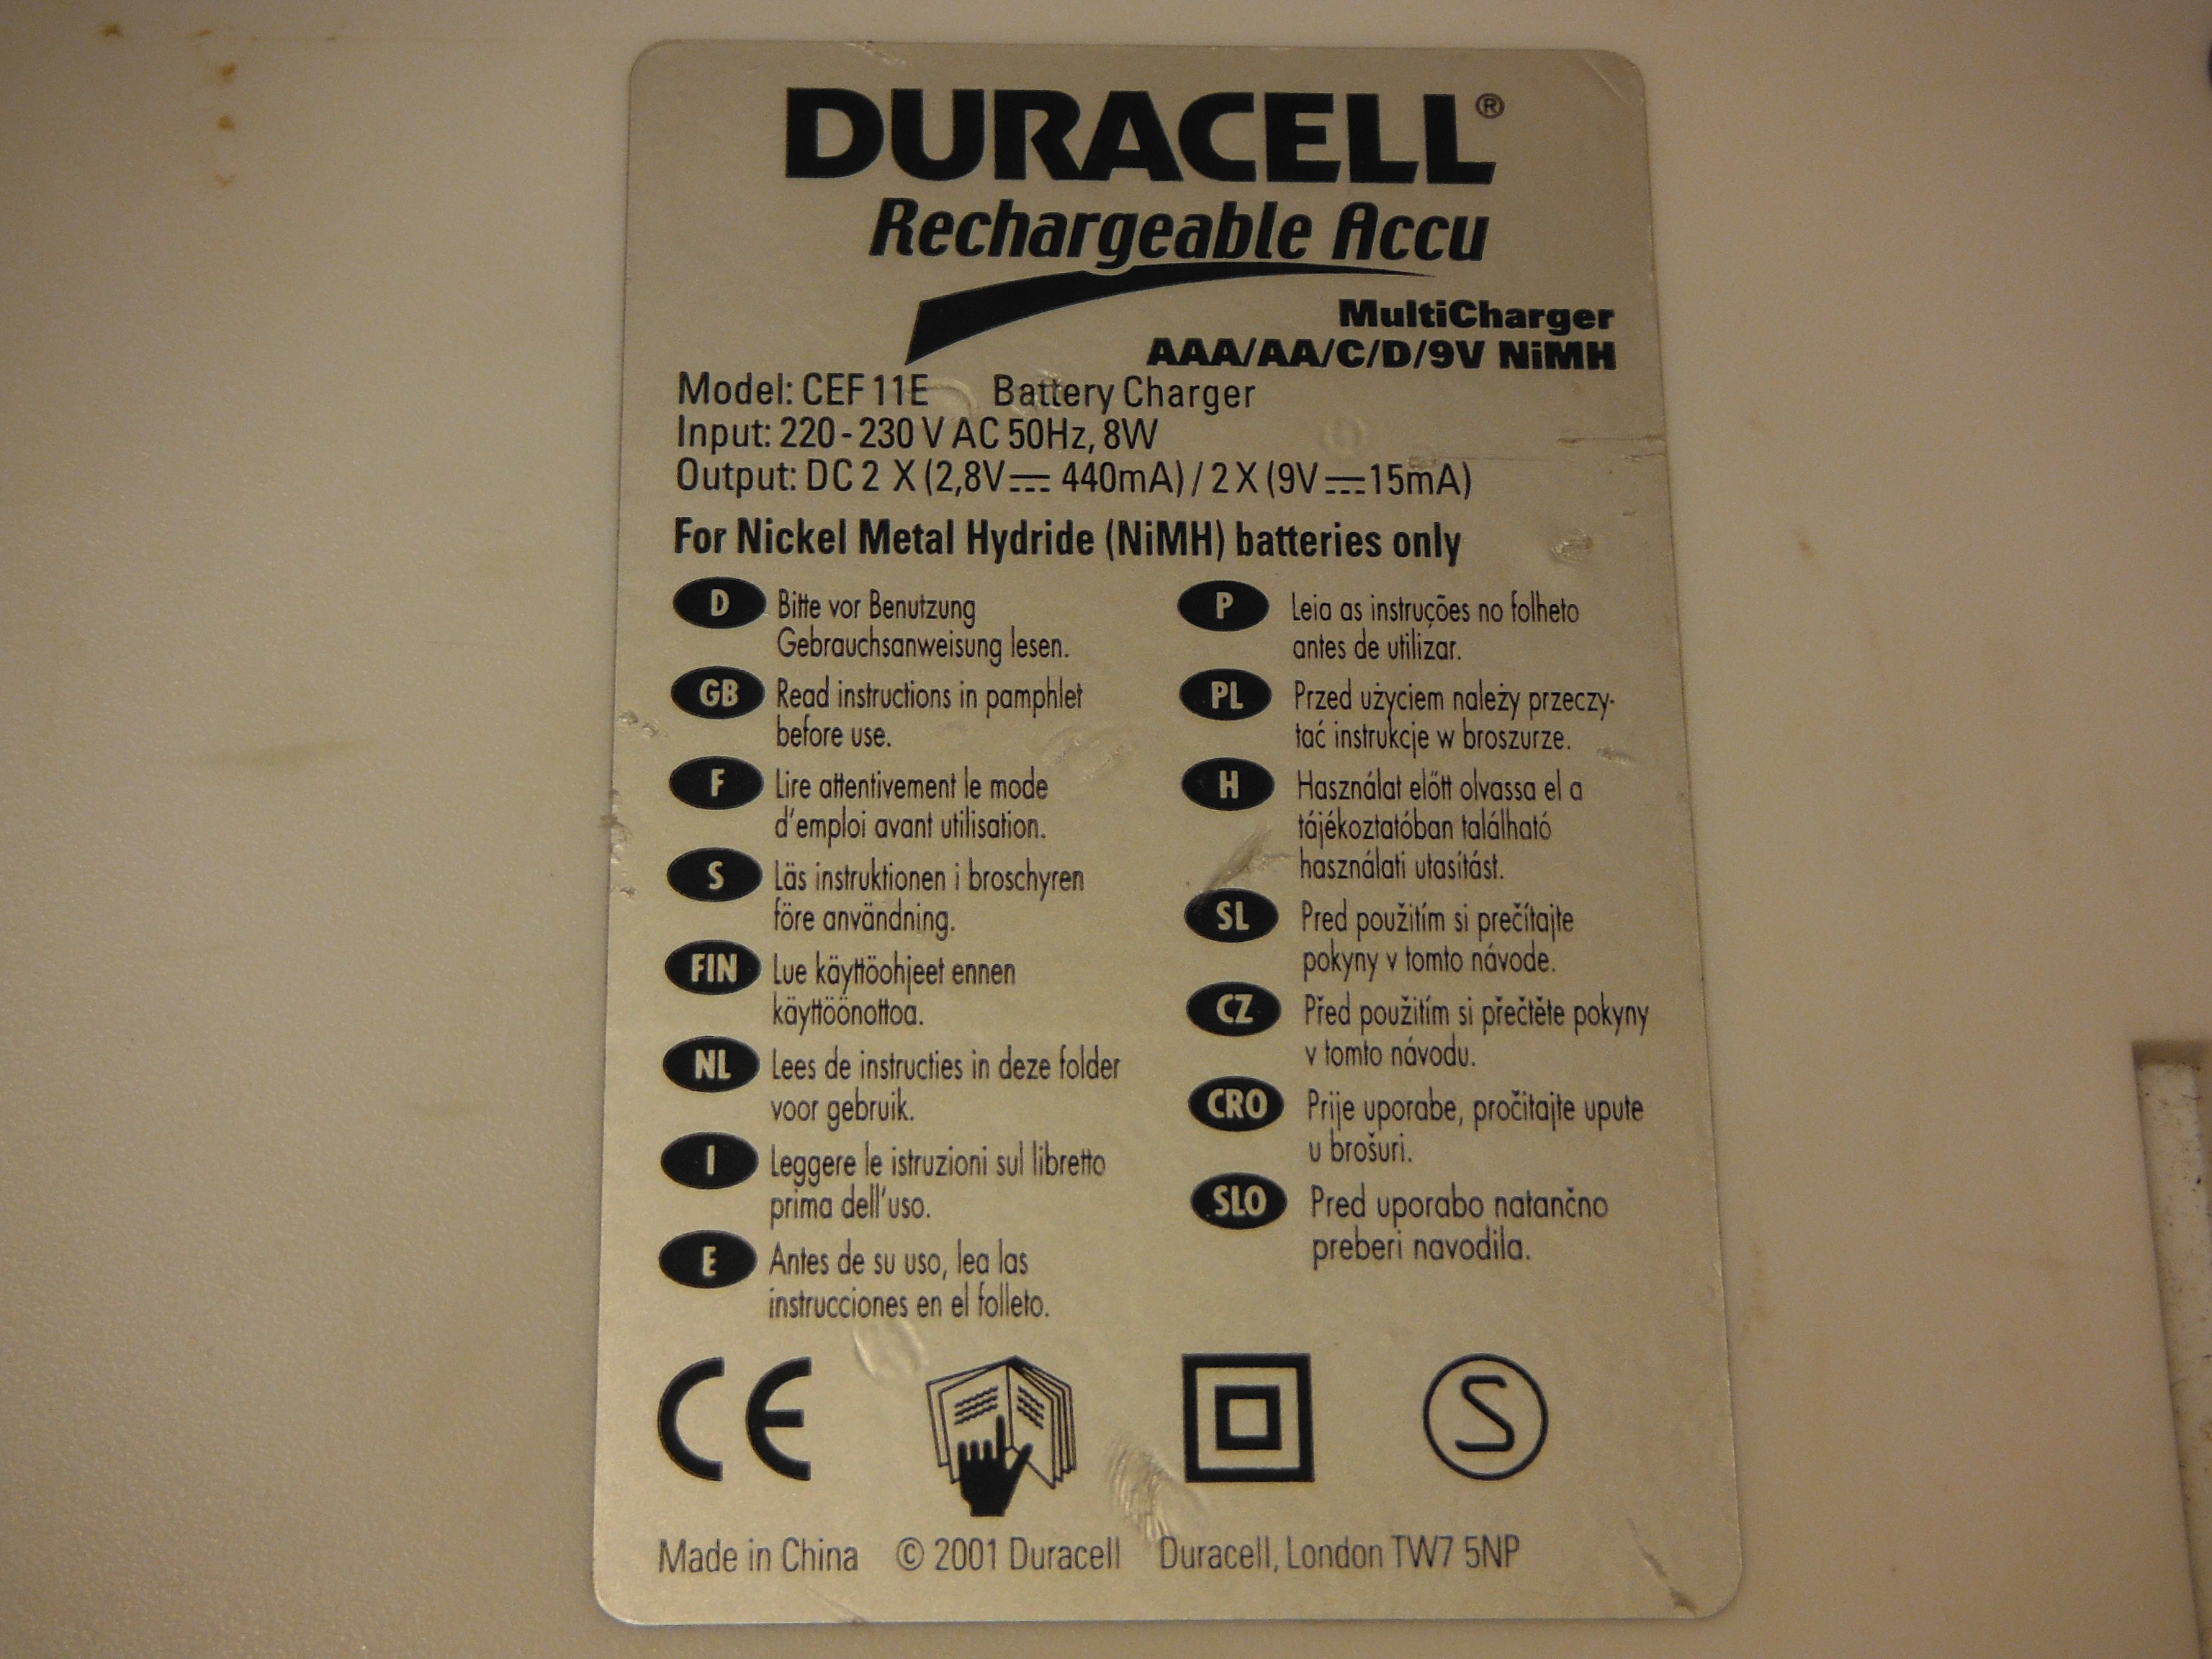 DURACELL®
Rechargeable Accu
MultiCharger
AAA/AA/C/D/9V NiMH
Model: CEF 11E Battery Charger
Input: 220-230 V AC 50Hz, 8W
Output: DC 2 X (2,8V⎓ 440mA) / 2 X (9V⎓15mA)
For Nickel Metal Hydride (NiMH) batteries only
D Bitte vor Benutzung
Gebrauchsanweisung lesen.
GB Read instructions in pamphlet
before use.
F Lire attentivement le mode
d'emploi avant utilisation.
S Läs instruktionen i broschyren
före användning.
FIN Lue käyttöohjeet ennen
käyttöönottoa.
NL Lees de instructies in deze folder
voor gebruik.
I Leggere le istruzioni sul libretto
prima dell'uso.
E Antes de su uso, lea las
instrucciones en el folleto.
P Leia as instruções no folheto
antes de utilizar.
PL Przed użyciem należy przeczy-
tać instrukcje w broszurze.
H Használat előtt olvassa el a
tájékoztatóban található
használati utasítást.
SL Pred použitím si prečítajte
pokyny v tomto návode.
CZ Před použitím si přečtěte pokyny
v tomto návodu.
CRO Prije uporabe, pročitajte upute
u brošuri.
SLO Pred uporabo natančno
preberi navodila.
CE S
Made in China © 2001 Duracell Duracell, London TW7 5NP